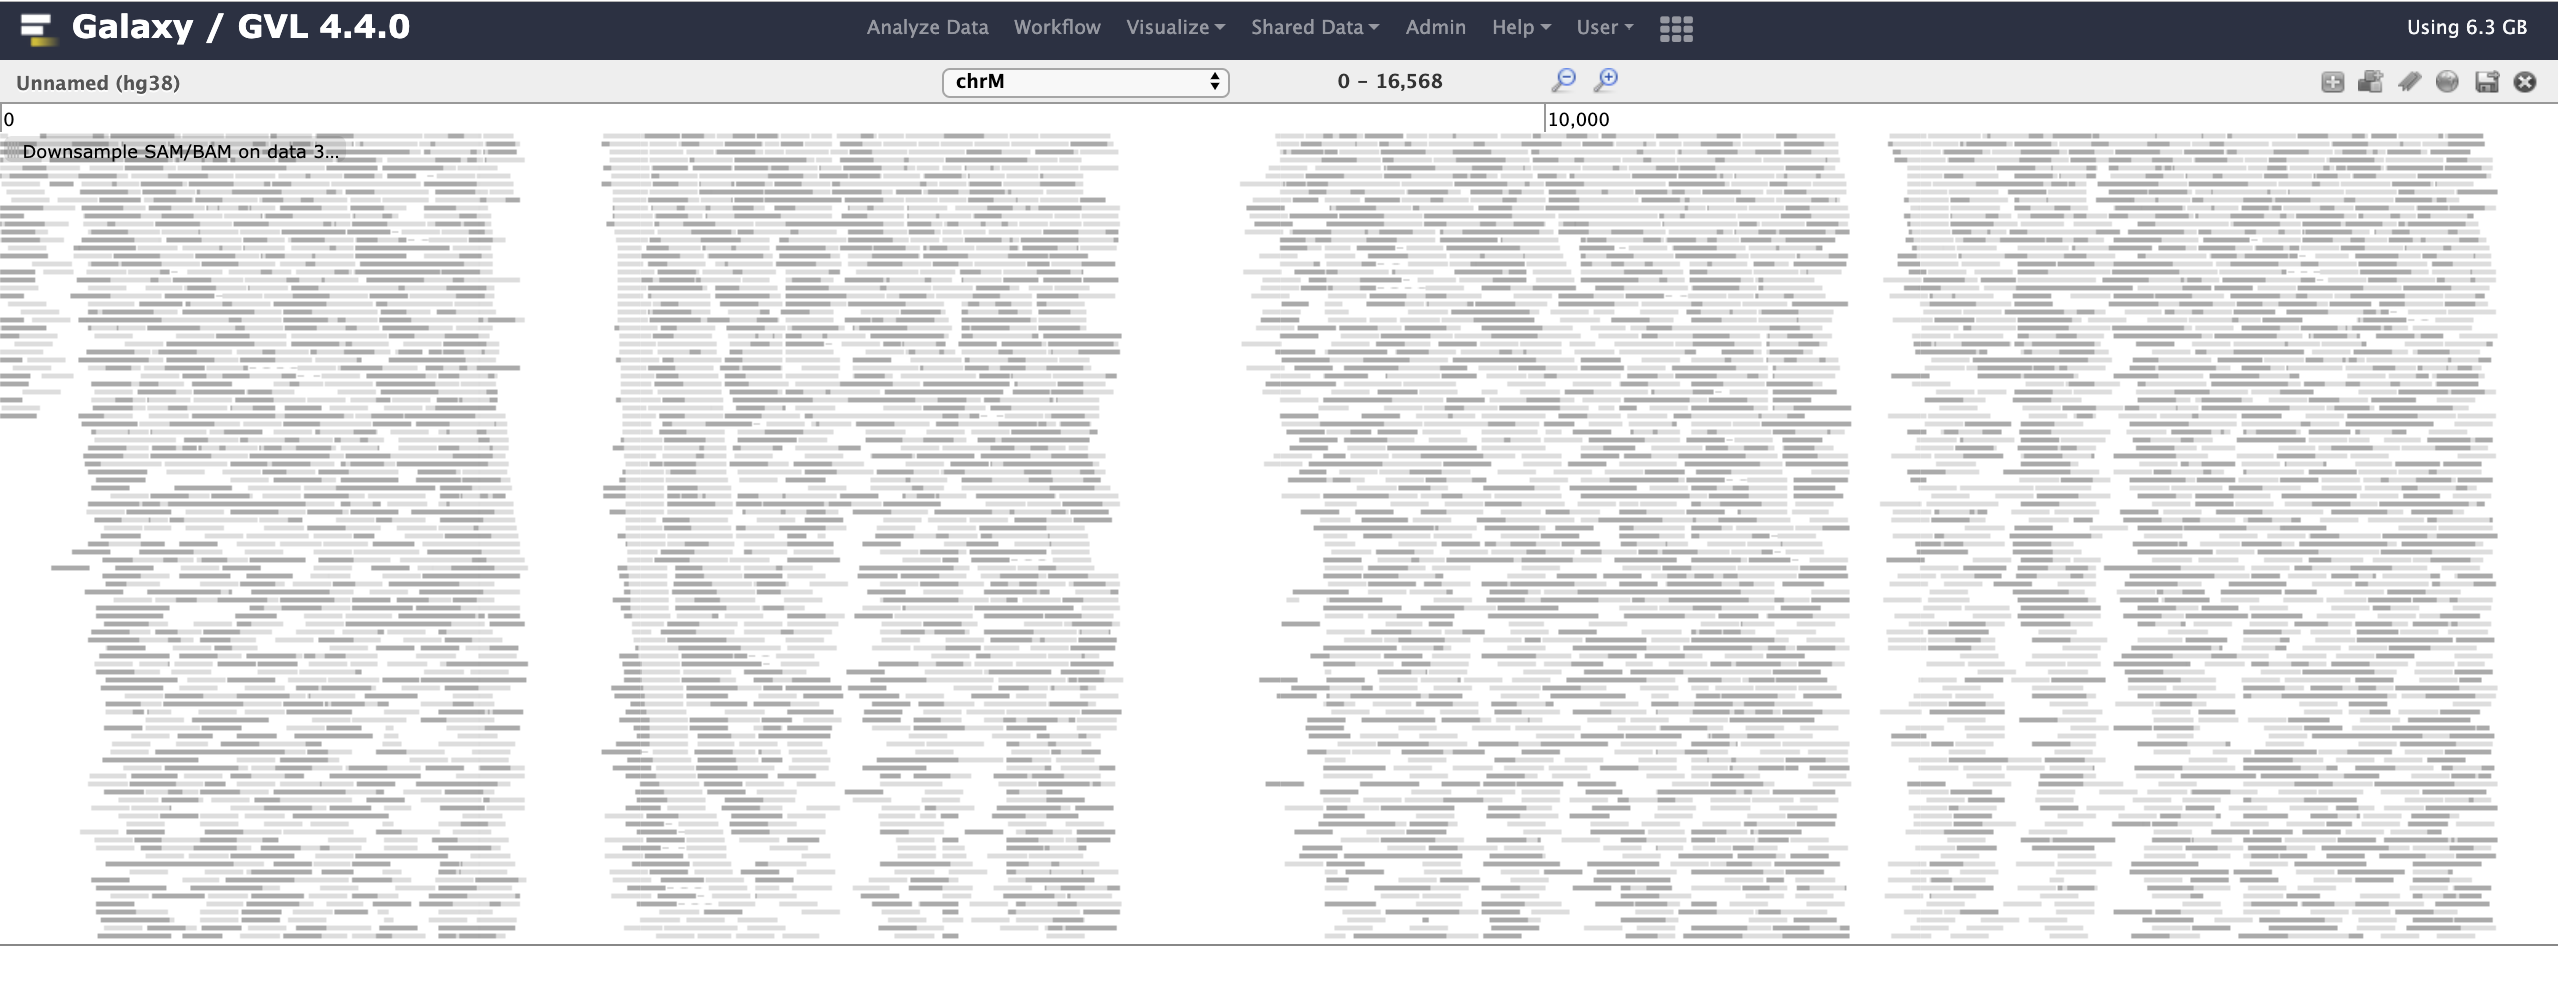 Galaxy / GVL 4.4.0
Analyze Data Workflow Visualize Shared Data Admin Help User
Using 6.3 GB
Unnamed (hg38)
chrM
0 – 16,568
0
10,000
Downsample SAM/BAM on data 3...